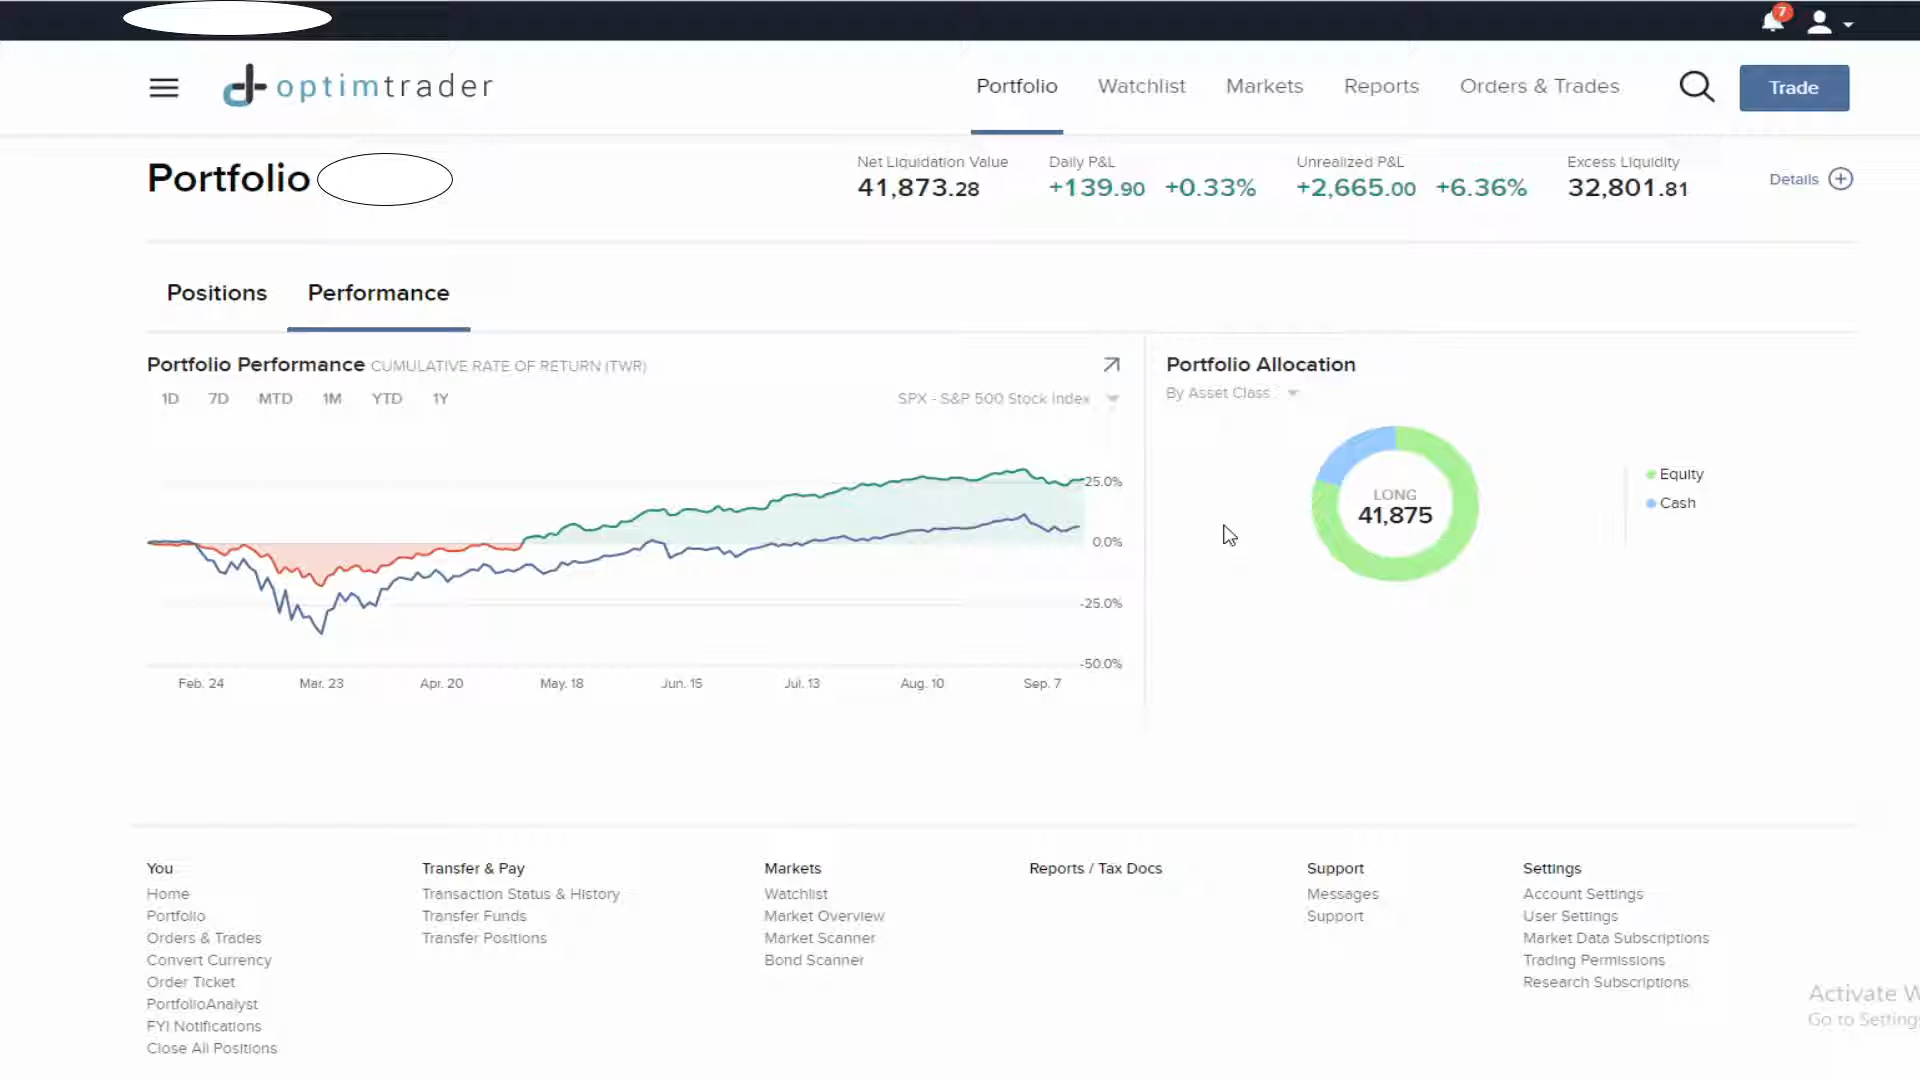 7
optimtrader
Portfolio Watchlist Markets Reports Orders & Trades Trade
Portfolio
Net Liquidation Value Daily P&L Unrealized P&L Excess Liquidity
41,873.28 +139.90 +0.33% +2,665.00 +6.36% 32,801.81 Details
Positions Performance
Portfolio Performance CUMULATIVE RATE OF RETURN (TWR)
1D 7D MTD 1M YTD 1Y SPX - S&P 500 Stock Index
25.0%
0.0%
-25.0%
-50.0%
Feb. 24 Mar. 23 Apr. 20 May. 18 Jun. 15 Jul. 13 Aug. 10 Sep. 7
Portfolio Allocation
By Asset Class
LONG
41,875
Equity
Cash
You
Home
Portfolio
Orders & Trades
Convert Currency
Order Ticket
PortfolioAnalyst
FYI Notifications
Close All Positions
Transfer & Pay
Transaction Status & History
Transfer Funds
Transfer Positions
Markets
Watchlist
Market Overview
Market Scanner
Bond Scanner
Reports / Tax Docs
Support
Messages
Support
Settings
Account Settings
User Settings
Market Data Subscriptions
Trading Permissions
Research Subscriptions
Activate W
Go to Settings